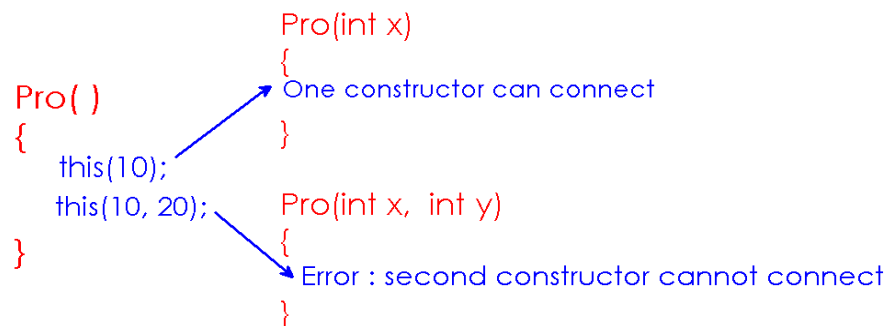 Pro( )
{
this(10);
this(10, 20);
}
Pro(int x)
{
One constructor can connect
}
Pro(int x, int y)
{
Error : second constructor cannot connect
}